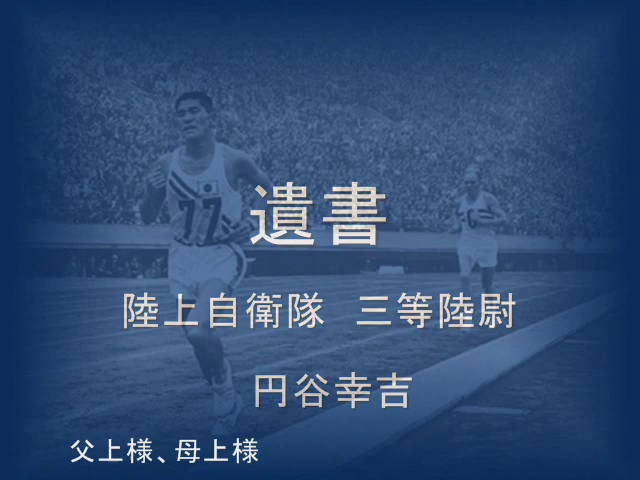 遺書
陸上自衛隊　三等陸尉
円谷幸吉
父上様、母上様
77